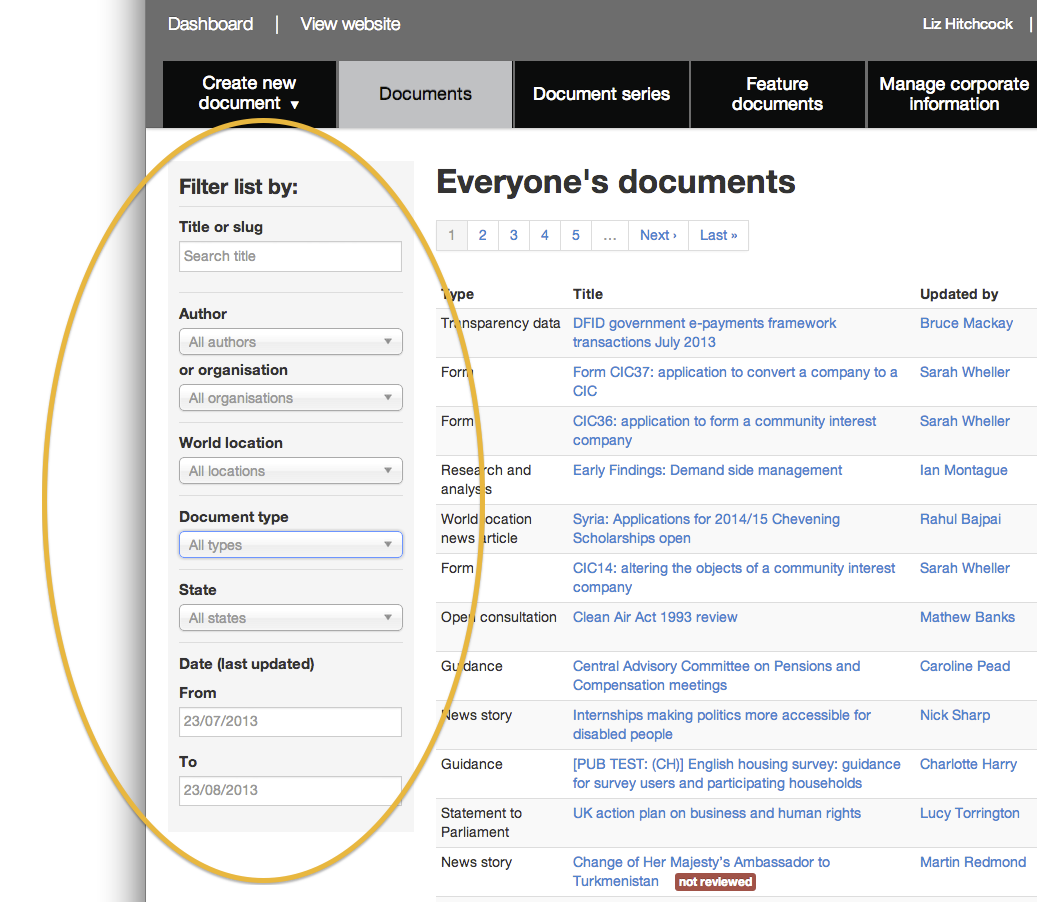 Dashboard | View website
Liz Hitchcock |
Create new
document ▼
Documents
Document series
Feature
documents
Manage corporate
information
Filter list by:
Title or slug
Search title
Author
All authors
or organisation
All organisations
World location
All locations
Document type
All types
State
All states
Date (last updated)
From
23/07/2013
To
23/08/2013
Everyone's documents
1 2 3 4 5 … Next › Last »
Type Title Updated by
Transparency data DFID government e-payments framework Bruce Mackay
transactions July 2013
Form Form CIC37: application to convert a company to a Sarah Wheller
CIC
Form CIC36: application to form a community interest Sarah Wheller
company
Research and Early Findings: Demand side management Ian Montague
analysis
World location Syria: Applications for 2014/15 Chevening Rahul Bajpai
news article Scholarships open
Form CIC14: altering the objects of a community interest Sarah Wheller
company
Open consultation Clean Air Act 1993 review Mathew Banks
Guidance Central Advisory Committee on Pensions and Caroline Pead
Compensation meetings
News story Internships making politics more accessible for Nick Sharp
disabled people
Guidance [PUB TEST: (CH)] English housing survey: guidance Charlotte Harry
for survey users and participating households
Statement to UK action plan on business and human rights Lucy Torrington
Parliament
News story Change of Her Majesty's Ambassador to Martin Redmond
Turkmenistan not reviewed